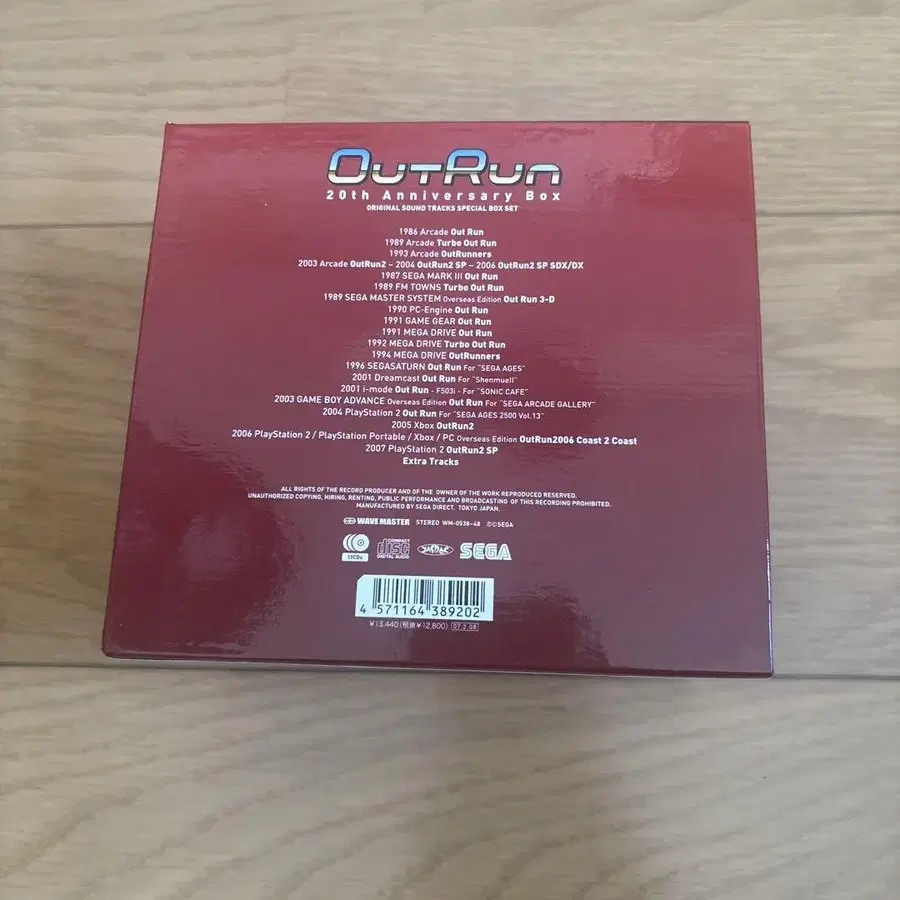 OutRun
20th Anniversary Box
ORIGINAL SOUND TRACKS SPECIAL BOX SET
1986 Arcade Out Run
1989 Arcade Turbo Out Run
1993 Arcade OutRunners
2003 Arcade OutRun2 – 2004 OutRun2 SP – 2006 OutRun2 SP SDX/DX
1987 SEGA MARK III Out Run
1989 FM TOWNS Turbo Out Run
1989 SEGA MASTER SYSTEM Overseas Edition Out Run 3-D
1990 PC-Engine Out Run
1991 GAME GEAR Out Run
1991 MEGA DRIVE Out Run
1992 MEGA DRIVE Turbo Out Run
1994 MEGA DRIVE OutRunners
1996 SEGASATURN Out Run For "SEGA AGES"
2001 Dreamcast Out Run For "ShenmueII"
2001 i-mode Out Run - F503i - For "SONIC CAFE"
2003 GAME BOY ADVANCE Overseas Edition Out Run For "SEGA ARCADE GALLERY"
2004 PlayStation 2 Out Run For "SEGA AGES 2500 Vol.13"
2005 Xbox OutRun2
2006 PlayStation 2 / PlayStation Portable / Xbox / PC Overseas Edition OutRun2006 Coast 2 Coast
2007 PlayStation 2 OutRun2 SP
Extra Tracks
ALL RIGHTS OF THE RECORD PRODUCER AND OF THE OWNER OF THE WORK REPRODUCED RESERVED.
UNAUTHORIZED COPYING, HIRING, RENTING, PUBLIC PERFORMANCE AND BROADCASTING OF THIS RECORDING PROHIBITED.
MANUFACTURED BY SEGA DIRECT. TOKYO JAPAN.
WAVE MASTER STEREO WM-0538-48 ℗©SEGA
11CDs COMPACT disc DIGITAL AUDIO JASRAC SEGA
4 571164 389202
¥13,440(税抜¥12,800) 07.2.08